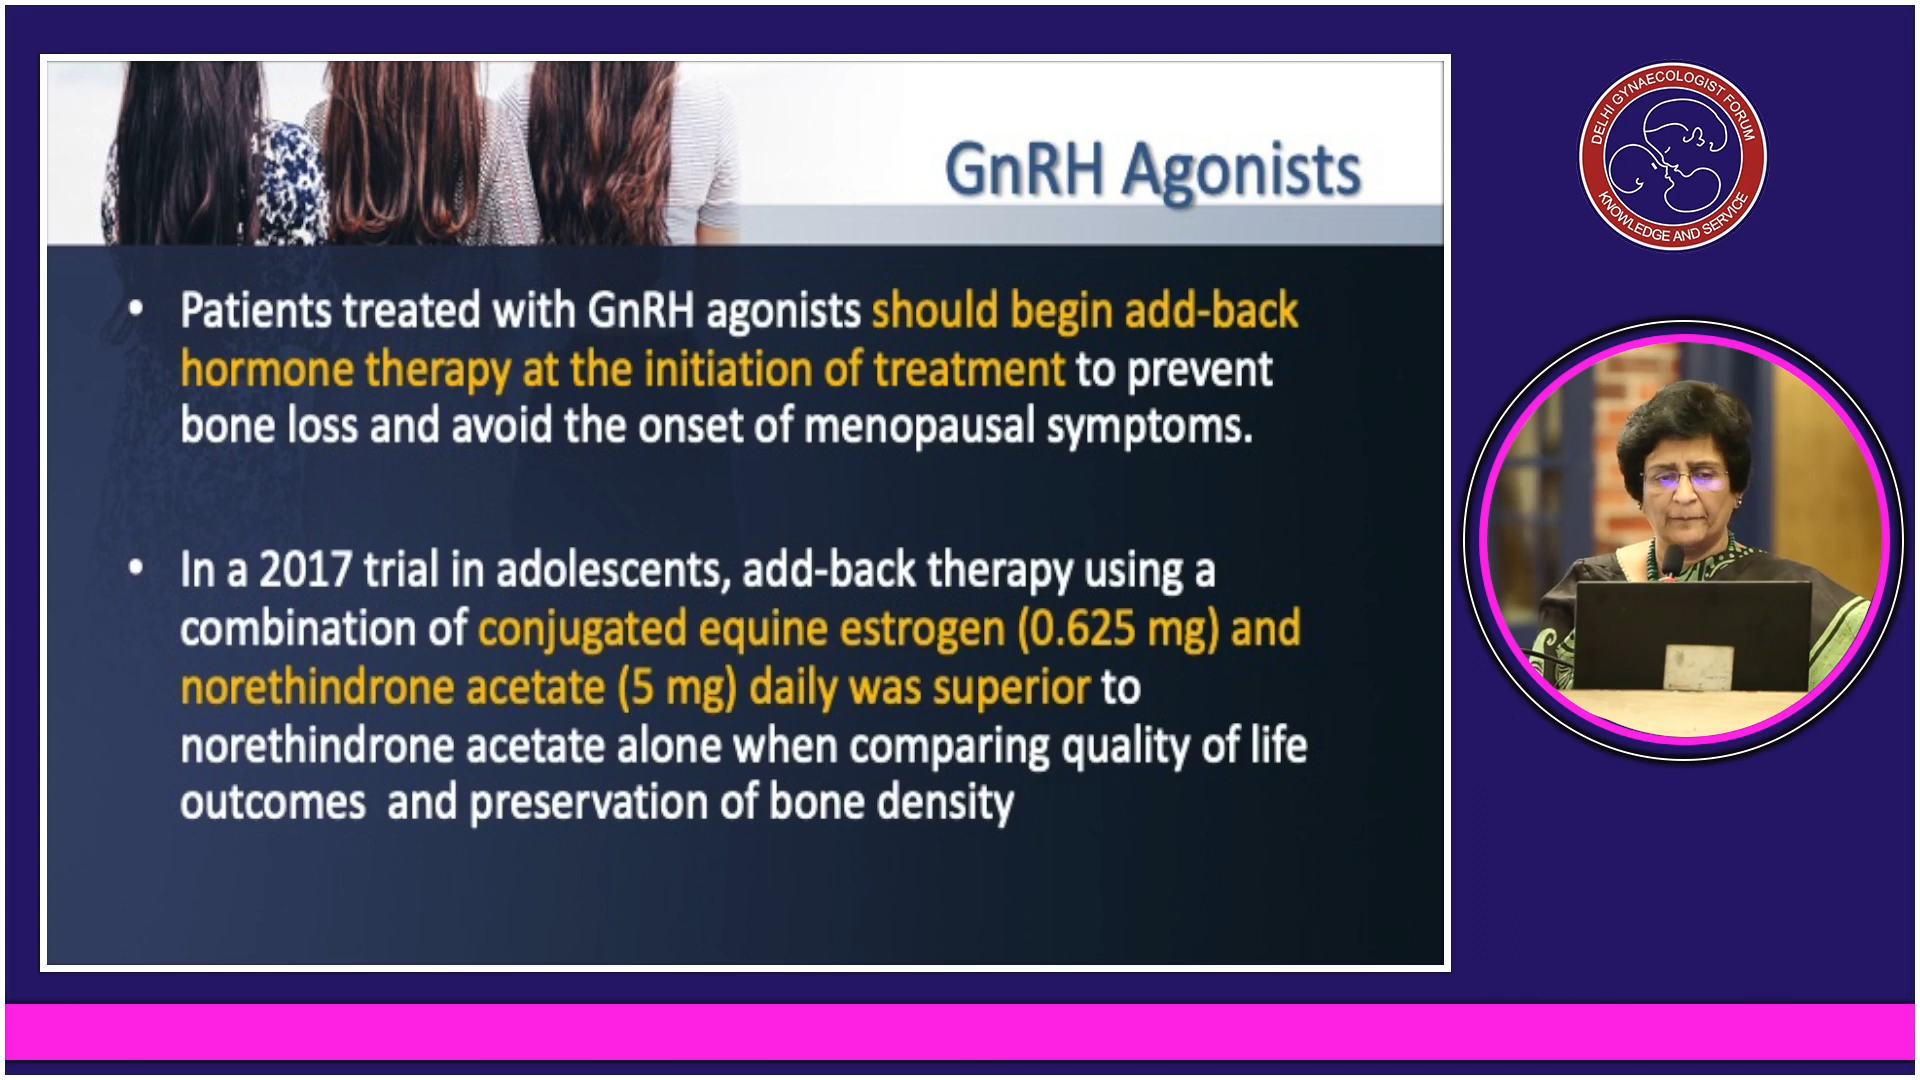 GnRH Agonists
• Patients treated with GnRH agonists should begin add-back
hormone therapy at the initiation of treatment to prevent
bone loss and avoid the onset of menopausal symptoms.
• In a 2017 trial in adolescents, add-back therapy using a
combination of conjugated equine estrogen (0.625 mg) and
norethindrone acetate (5 mg) daily was superior to
norethindrone acetate alone when comparing quality of life
outcomes and preservation of bone density
DELHI GYNAECOLOGIST FORUM
KNOWLEDGE AND SERVICE